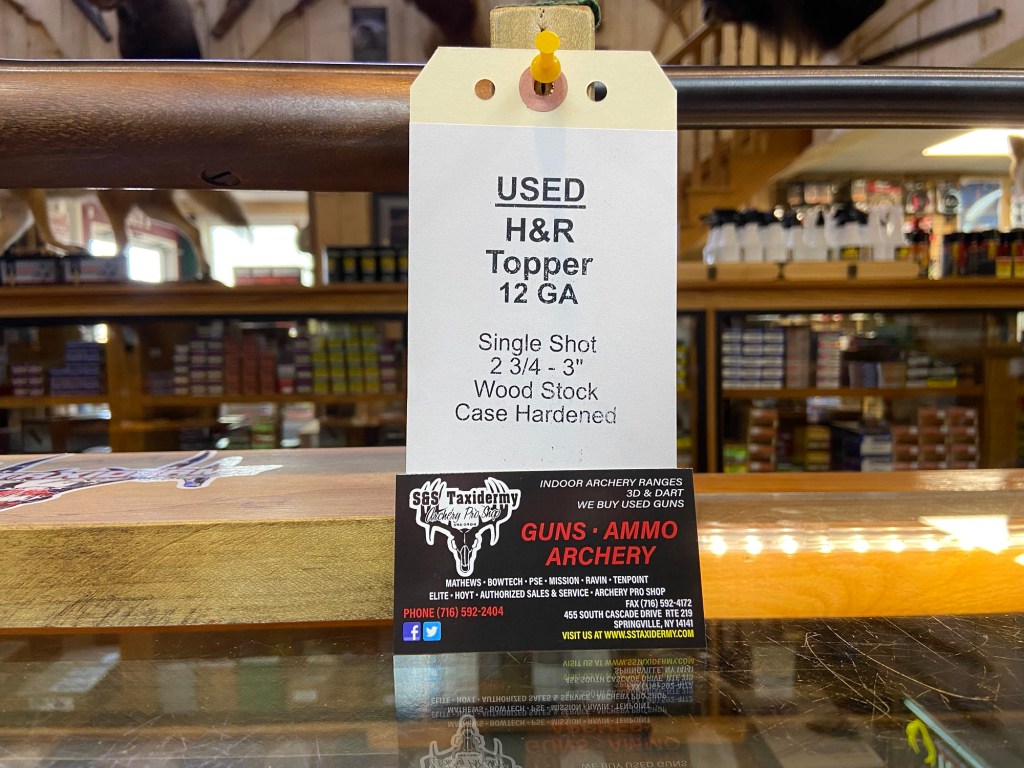 USED
H&R
Topper
12 GA
Single Shot
2 3/4 - 3"
Wood Stock
Case Hardened
S&S Taxidermy
Archery Pro Shop
INDOOR ARCHERY RANGES
3D & DART
WE BUY USED GUNS
GUNS · AMMO
ARCHERY
MATHEWS • BOWTECH • PSE • MISSION • RAVIN • TENPOINT
ELITE • HOYT • AUTHORIZED SALES & SERVICE • ARCHERY PRO SHOP
PHONE (716) 592-2404
FAX (716) 592-4172
455 SOUTH CASCADE DRIVE RTE 219
SPRINGVILLE, NY 14141
VISIT US AT WWW.SSTAXIDERMY.COM